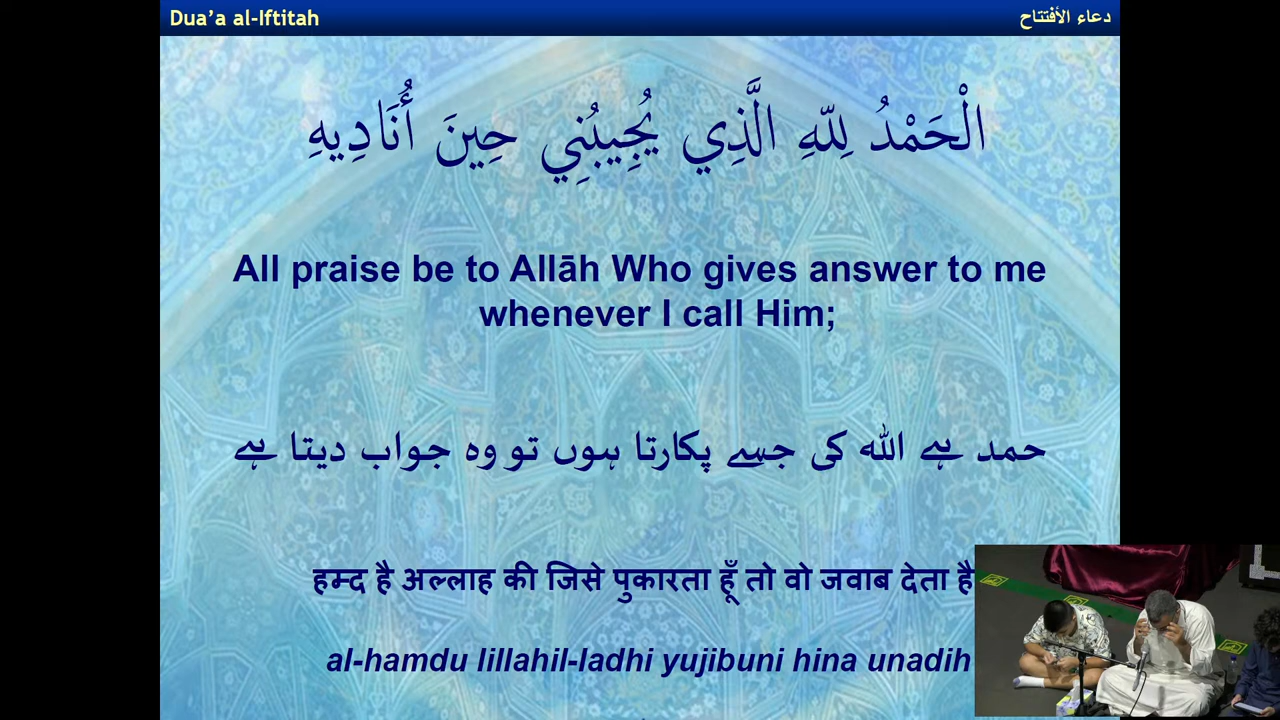 Dua’a al-Iftitah
دعاء الأفتتاح
الْحَمْدُ لِلّهِ الَّذِي يُجِيبُنِي حِينَ أُنَادِيهِ
All praise be to Allāh Who gives answer to me
whenever I call Him;
حمد ہے اللہ کی جسے پکارتا ہوں تو وہ جواب دیتا ہے
हम्द है अल्लाह की जिसे पुकारता हूँ तो वो जवाब देता है
al-hamdu lillahil-ladhi yujibuni hina unadih